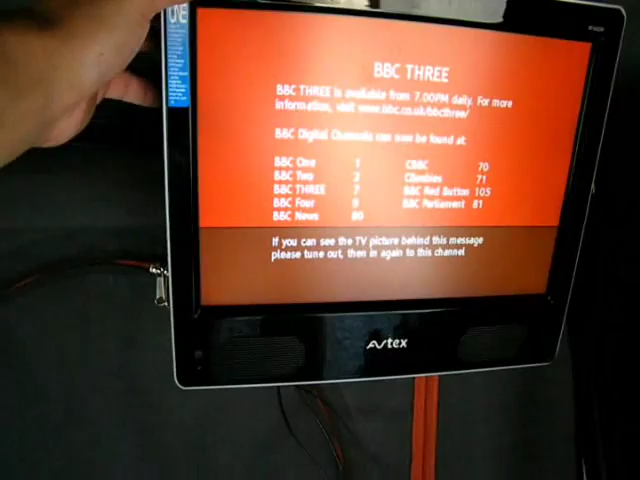 ONE
BBC THREE
BBC THREE is available from 7.00PM daily. For more
information, visit www.bbc.co.uk/bbcthree/
BBC Digital Channels can now be found at:
BBC One 1 CBBC 70
BBC Two 2 CBeebies 71
BBC THREE 7 BBC Red Button 105
BBC Four 9 BBC Parliament 81
BBC News 80
If you can see the TV picture behind this message
please tune out, then in again to this channel
Avtex